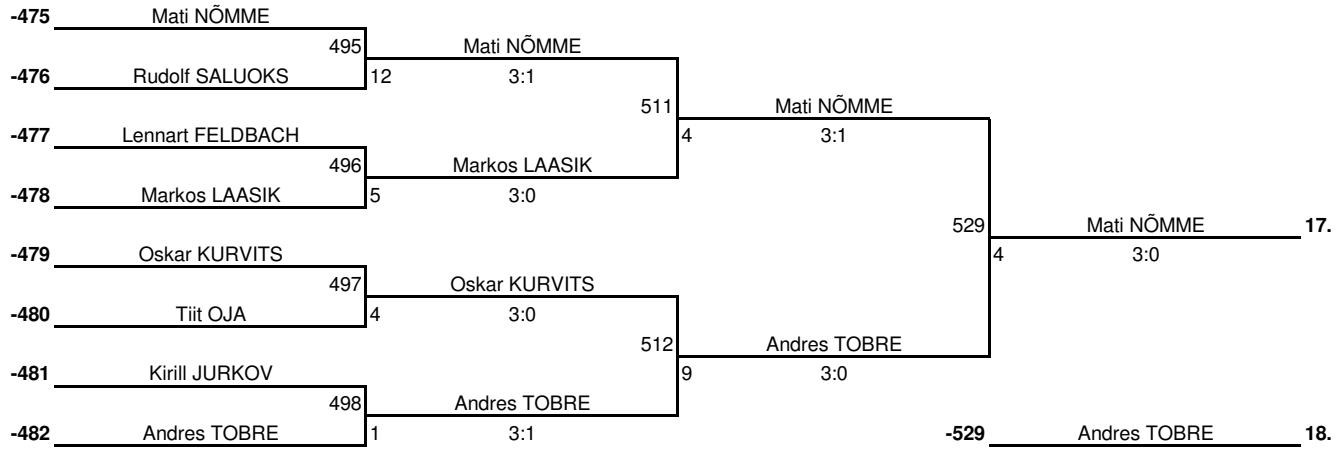 -475 Mati NÕMME
495 Mati NÕMME
-476 Rudolf SALUOKS 12 3:1
511 Mati NÕMME
-477 Lennart FELDBACH 4 3:1
496 Markos LAASIK
-478 Markos LAASIK 5 3:0
529 Mati NÕMME 17.
-479 Oskar KURVITS 4 3:0
497 Oskar KURVITS
-480 Tiit OJA 4 3:0
512 Andres TOBRE
-481 Kirill JURKOV 9 3:0
498 Andres TOBRE
-482 Andres TOBRE 1 3:1 -529 Andres TOBRE 18.